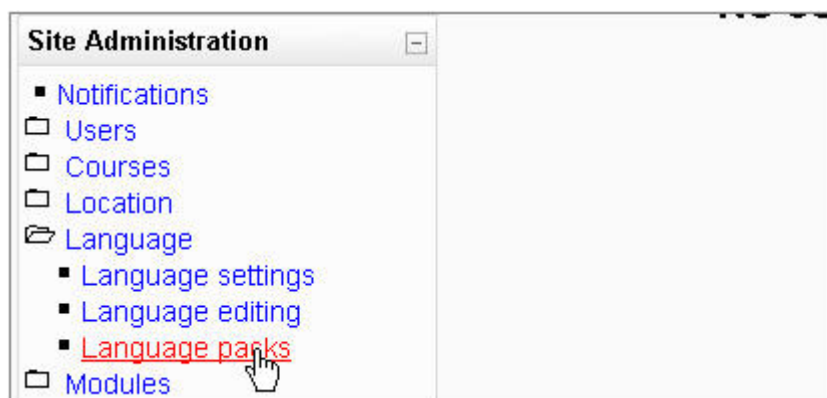 Site Administration
Notifications
Users
Courses
Location
Language
Language settings
Language editing
Language packs
Modules